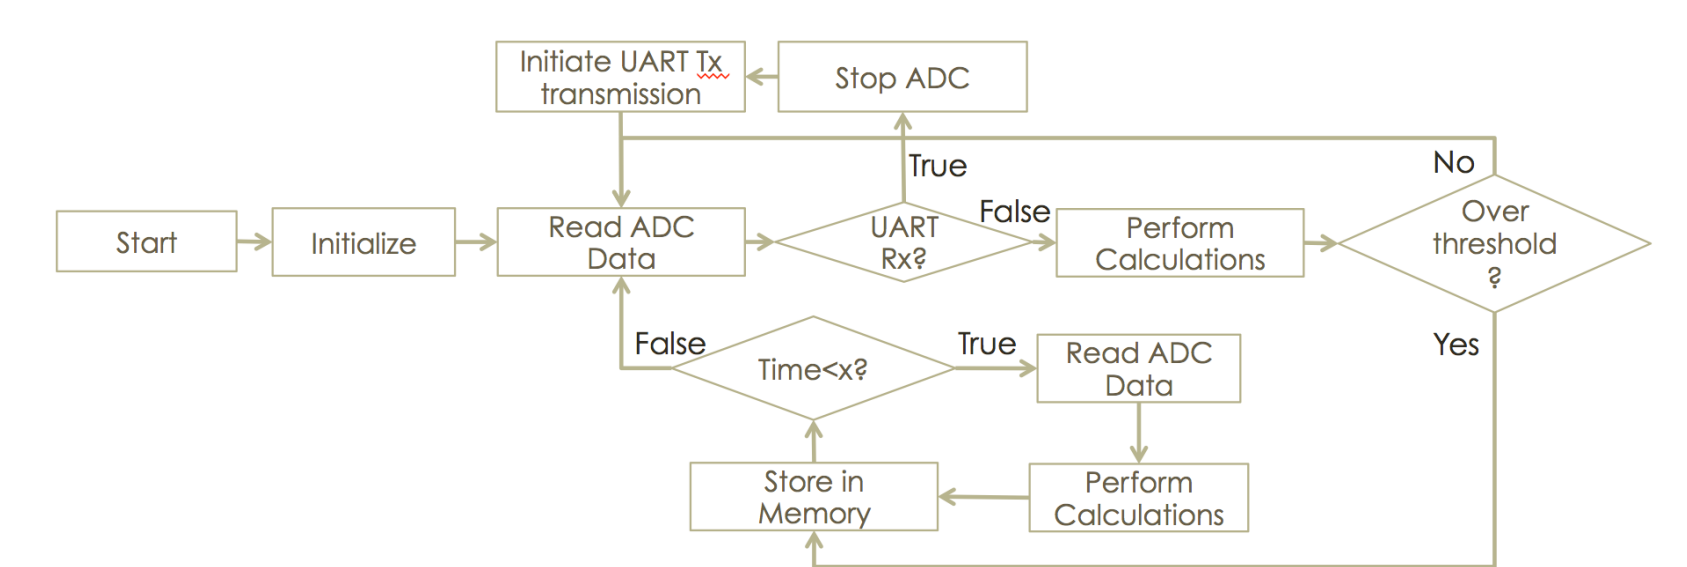 Initiate UART Tx
transmission
Stop ADC
True
No
Start
Initialize
Read ADC
Data
UART
Rx?
False
Perform
Calculations
Over
threshold
?
False
Time<x?
True
Read ADC
Data
Yes
Store in
Memory
Perform
Calculations